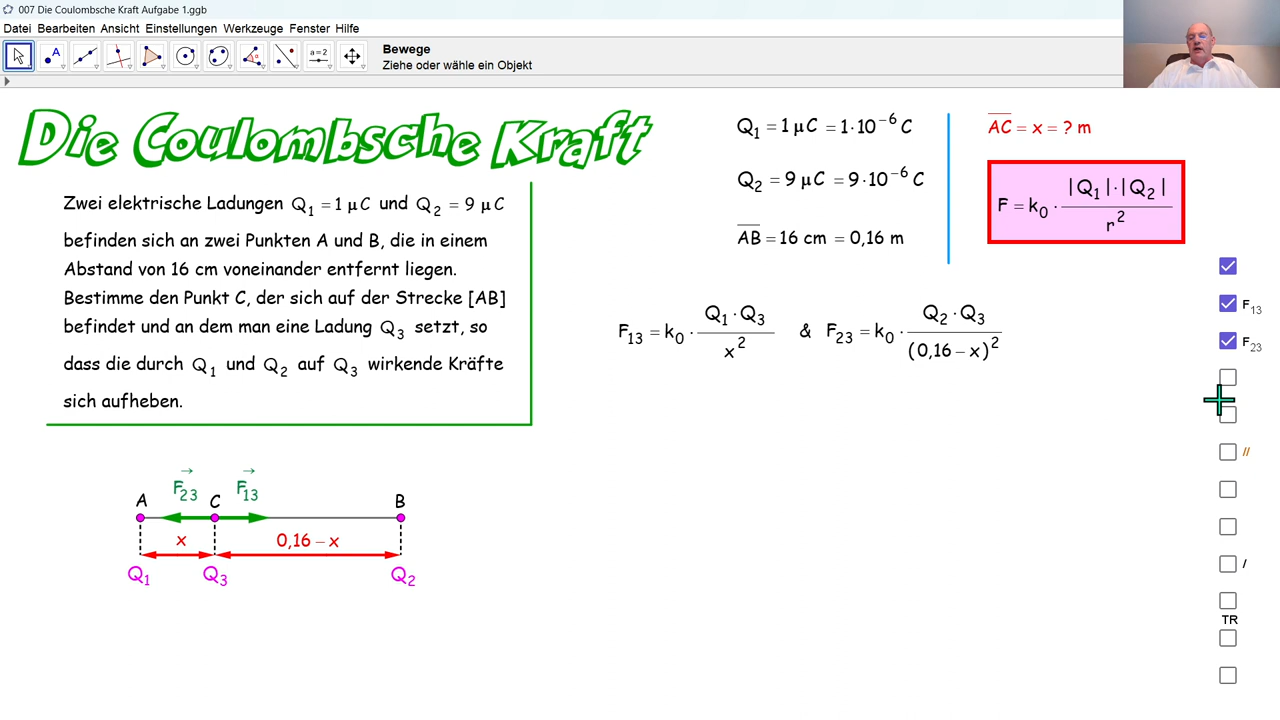 007 Die Coulombsche Kraft Aufgabe 1.ggb
Datei Bearbeiten Ansicht Einstellungen Werkzeuge Fenster Hilfe
A
a=2
Bewege
Ziehe oder wähle ein Objekt
Die Coulombsche Kraft
Zwei elektrische Ladungen Q₁ = 1 μC und Q₂ = 9 μC
befinden sich an zwei Punkten A und B, die in einem
Abstand von 16 cm voneinander entfernt liegen.
Bestimme den Punkt C, der sich auf der Strecke [AB]
befindet und an dem man eine Ladung Q₃ setzt, so
dass die durch Q₁ und Q₂ auf Q₃ wirkende Kräfte
sich aufheben.
Q₁ = 1 μC = 1·10⁻⁶ C
Q₂ = 9 μC = 9·10⁻⁶ C
A̅B̅ = 16 cm = 0,16 m
A̅C̅ = x = ? m
F = k₀ · |Q₁|·|Q₂| / r²
F₁₃ = k₀ · Q₁·Q₃ / x² & F₂₃ = k₀ · Q₂·Q₃ / (0,16 – x)²
F₁₃
F₂₃
//
/
TR
F₂₃ F₁₃
A C B
x 0,16 – x
Q₁ Q₃ Q₂